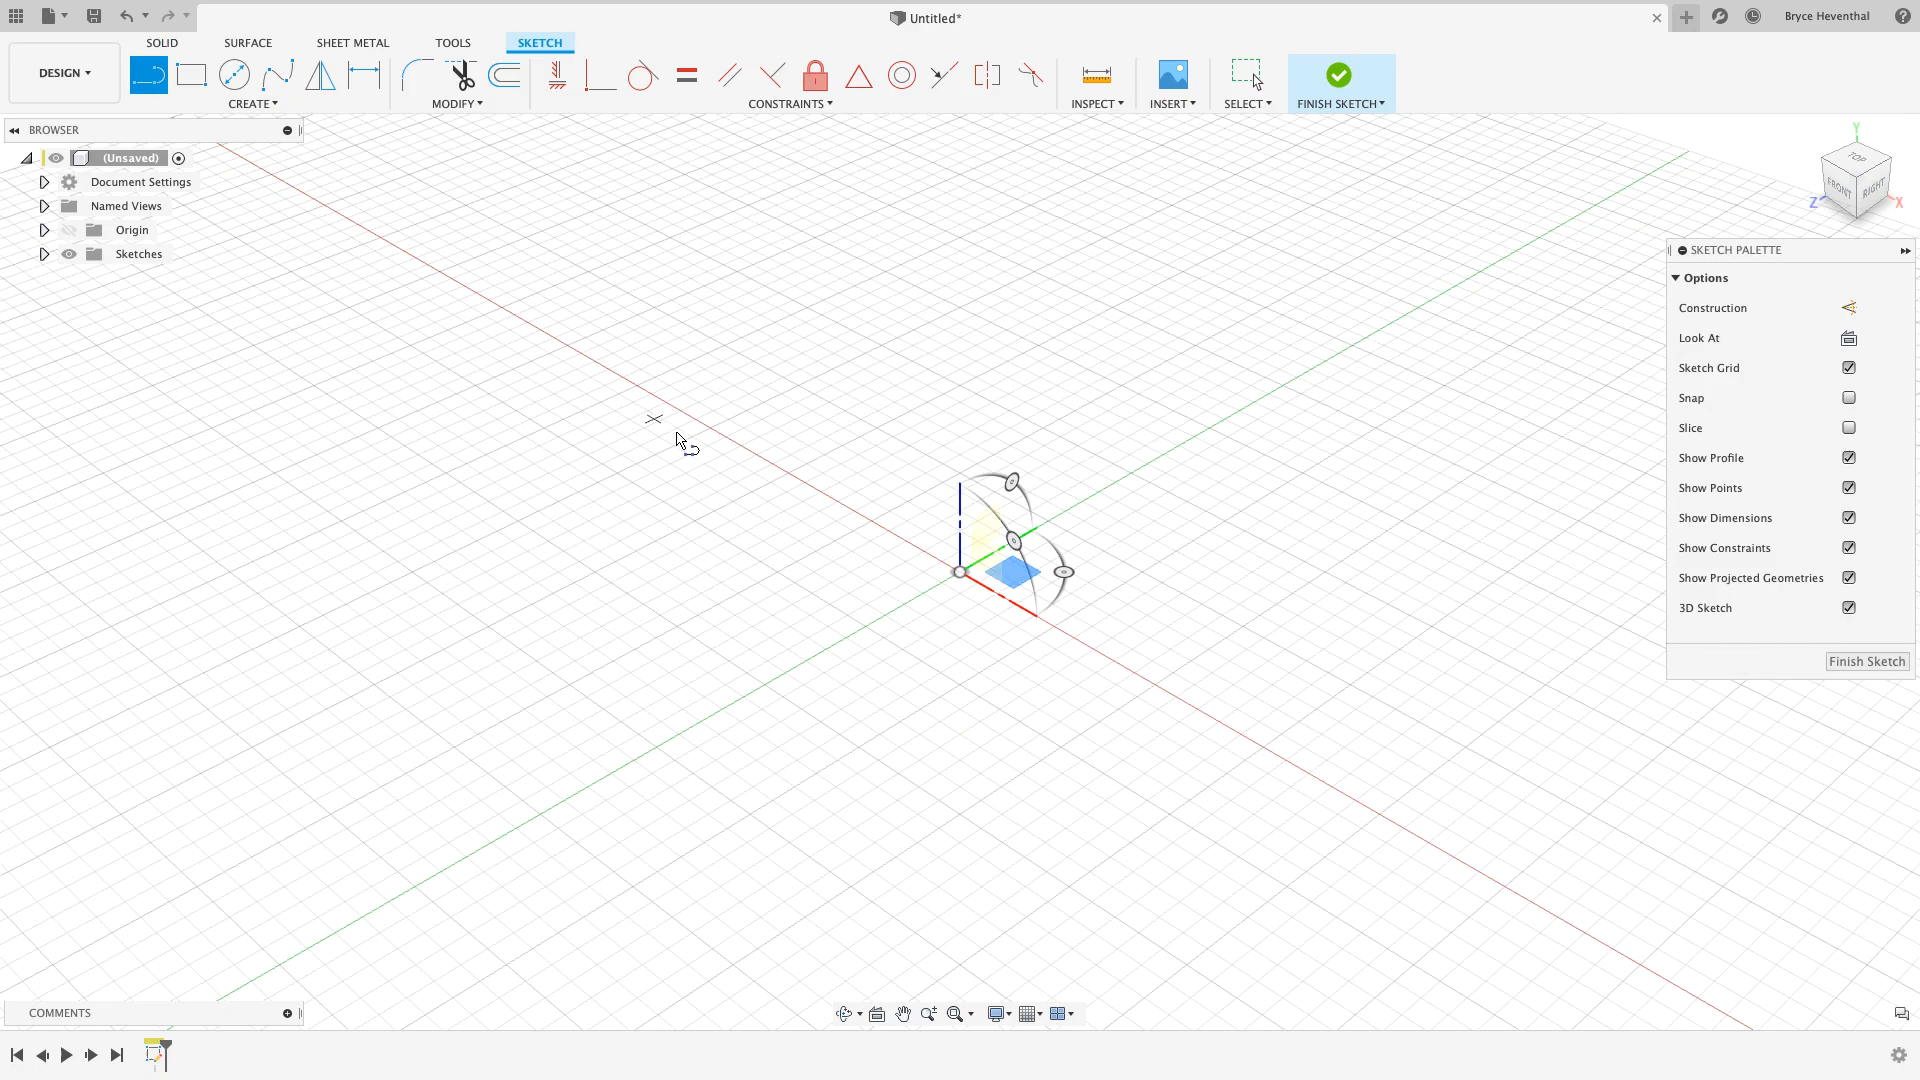 Untitled*
Bryce Heventhal
SOLID
SURFACE
SHEET METAL
TOOLS
SKETCH
DESIGN
CREATE
MODIFY
CONSTRAINTS
INSPECT
INSERT
SELECT
FINISH SKETCH
BROWSER
(Unsaved)
Document Settings
Named Views
Origin
Sketches
Y
TOP
FRONT
RIGHT
Z
X
SKETCH PALETTE
Options
Construction
Look At
Sketch Grid
Snap
Slice
Show Profile
Show Points
Show Dimensions
Show Constraints
Show Projected Geometries
3D Sketch
Finish Sketch
COMMENTS